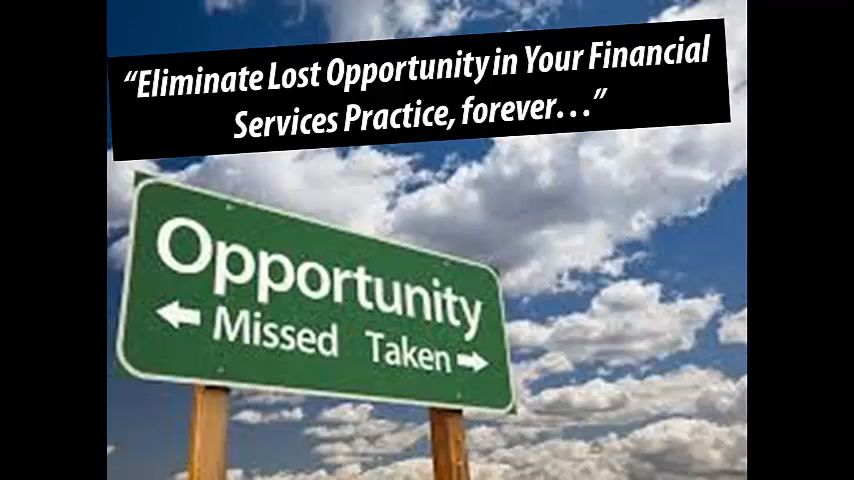 “Eliminate Lost Opportunity in Your Financial
Services Practice, forever…”
Opportunity
Missed Taken